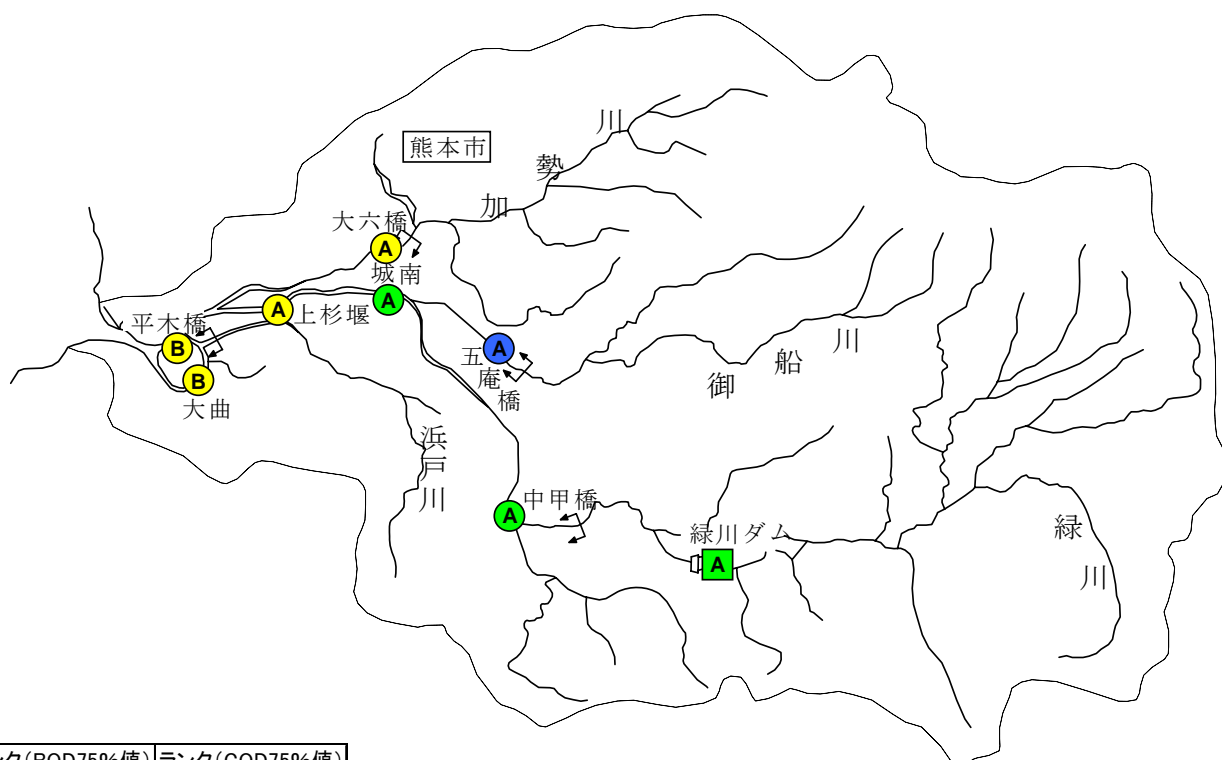 川
勢
加
熊本市
大六橋
A
城南
A
A
上杉堰
平木橋
B
B
大曲
A
五
庵
橋
御
船
川
浜
戸
川
A
中甲橋
緑川ダム
A
緑
川
ク(BOD75%値) ランク(COD75%値)